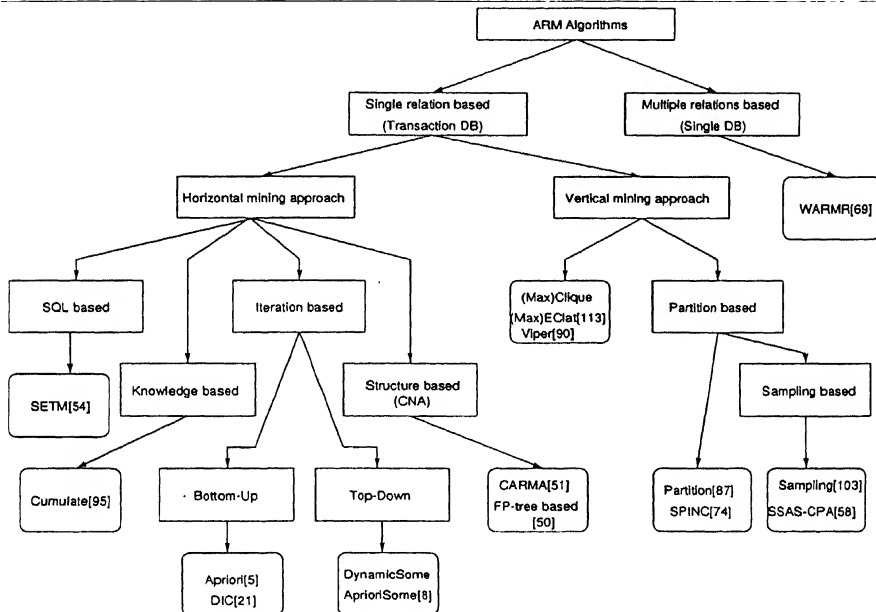 ARM Algorithms
Single relation based
(Transaction DB)
Multiple relations based
(Single DB)
Horizontal mining approach
Vertical mining approach
WARMR[69]
SQL based
Iteration based
(Max)Clique
(Max)EClat[113]
Viper[90]
Partition based
SETM[54]
Knowledge based
Structure based
(CNA)
Sampling based
Cumulate[95]
Bottom-Up
Top-Down
CARMA[51]
FP-tree based
[50]
Partition[87]
SPINC[74]
Sampling[103]
SSAS-CPA[58]
Apriori[5]
DIC[21]
DynamicSome
AprioriSome[8]